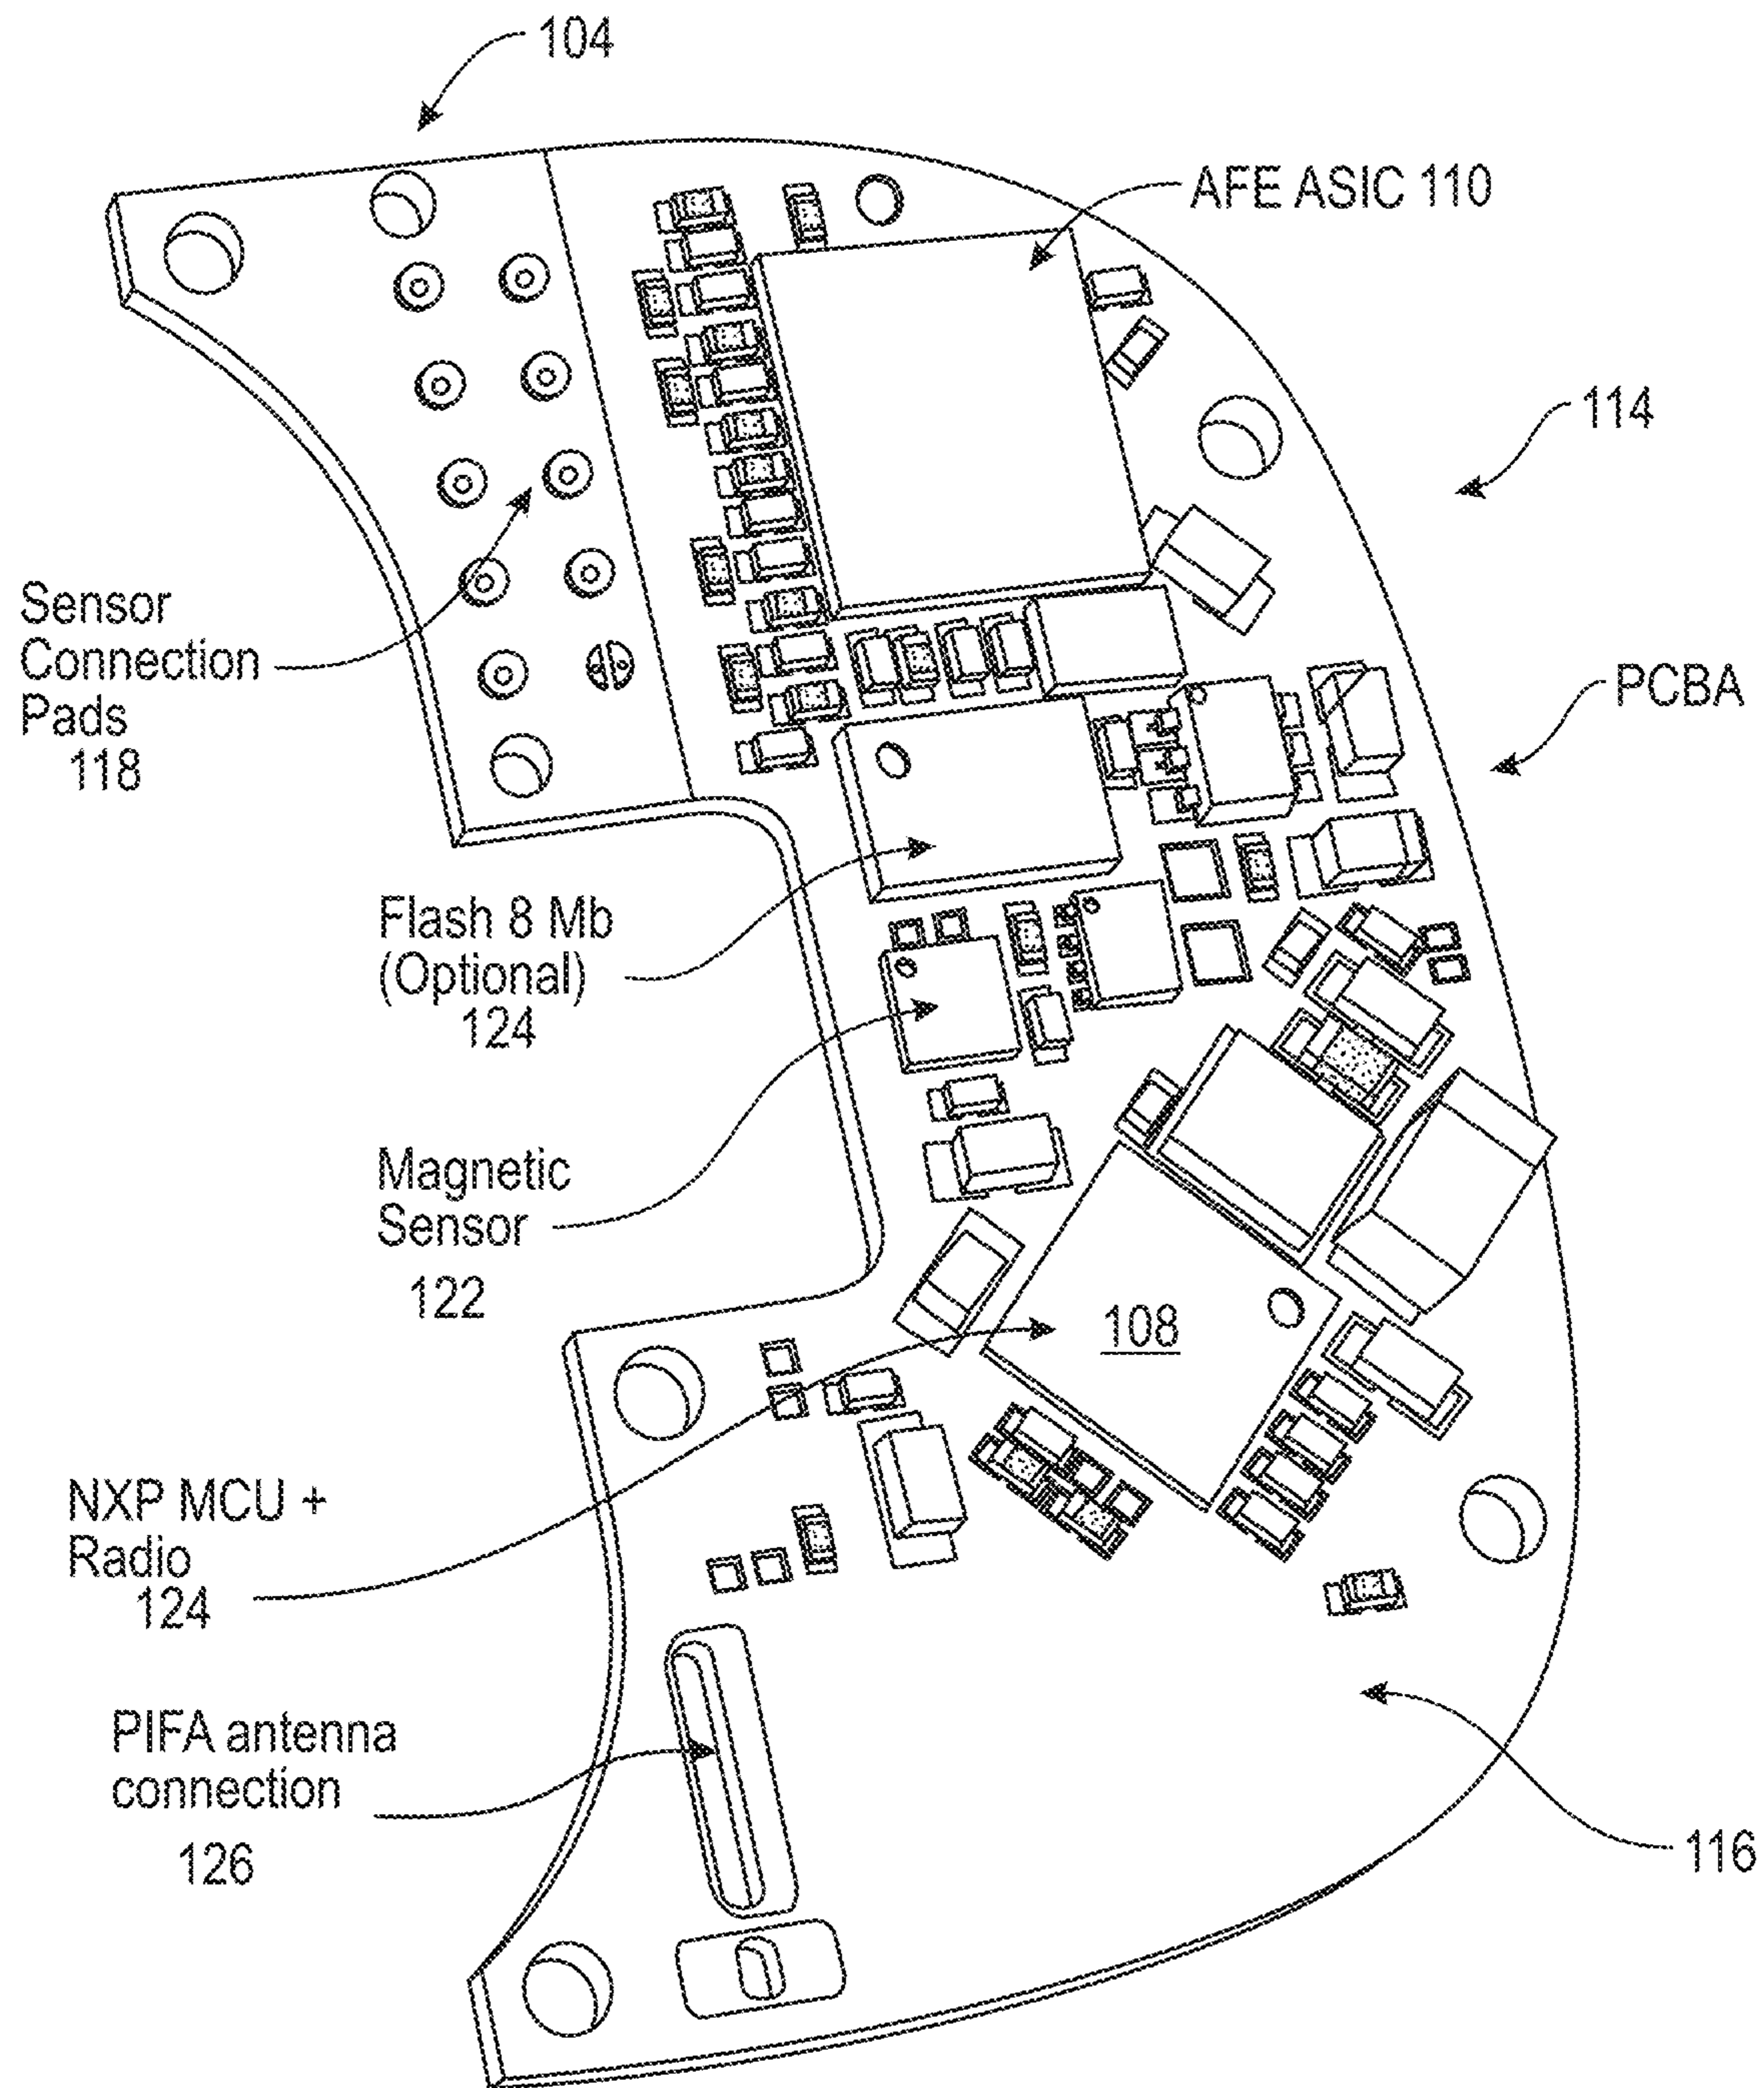 104
AFE ASIC 110
114
Sensor
Connection
Pads
118
PCBA
Flash 8 Mb
(Optional)
124
Magnetic
Sensor
122
108
NXP MCU +
Radio
124
PIFA antenna
connection
126
116